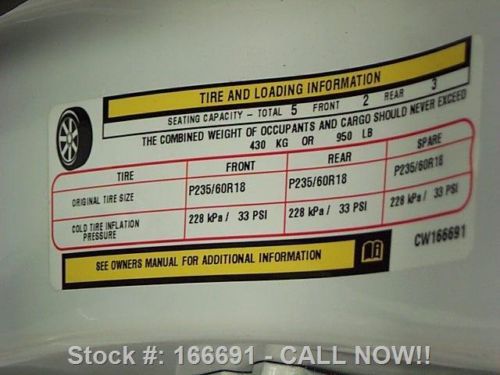 TIRE AND LOADING INFORMATION
SEATING CAPACITY - TOTAL 5 FRONT 2 REAR 3
THE COMBINED WEIGHT OF OCCUPANTS AND CARGO SHOULD NEVER EXCEED
430 KG OR 950 LB
TIRE FRONT REAR SPARE
ORIGINAL TIRE SIZE P235/60R18 P235/60R18 P235/60R18
COLD TIRE INFLATION PRESSURE 228 kPa / 33 PSI 228 kPa / 33 PSI 228 kPa / 33 PSI
SEE OWNERS MANUAL FOR ADDITIONAL INFORMATION
CW166691
Stock #: 166691 - CALL NOW!!